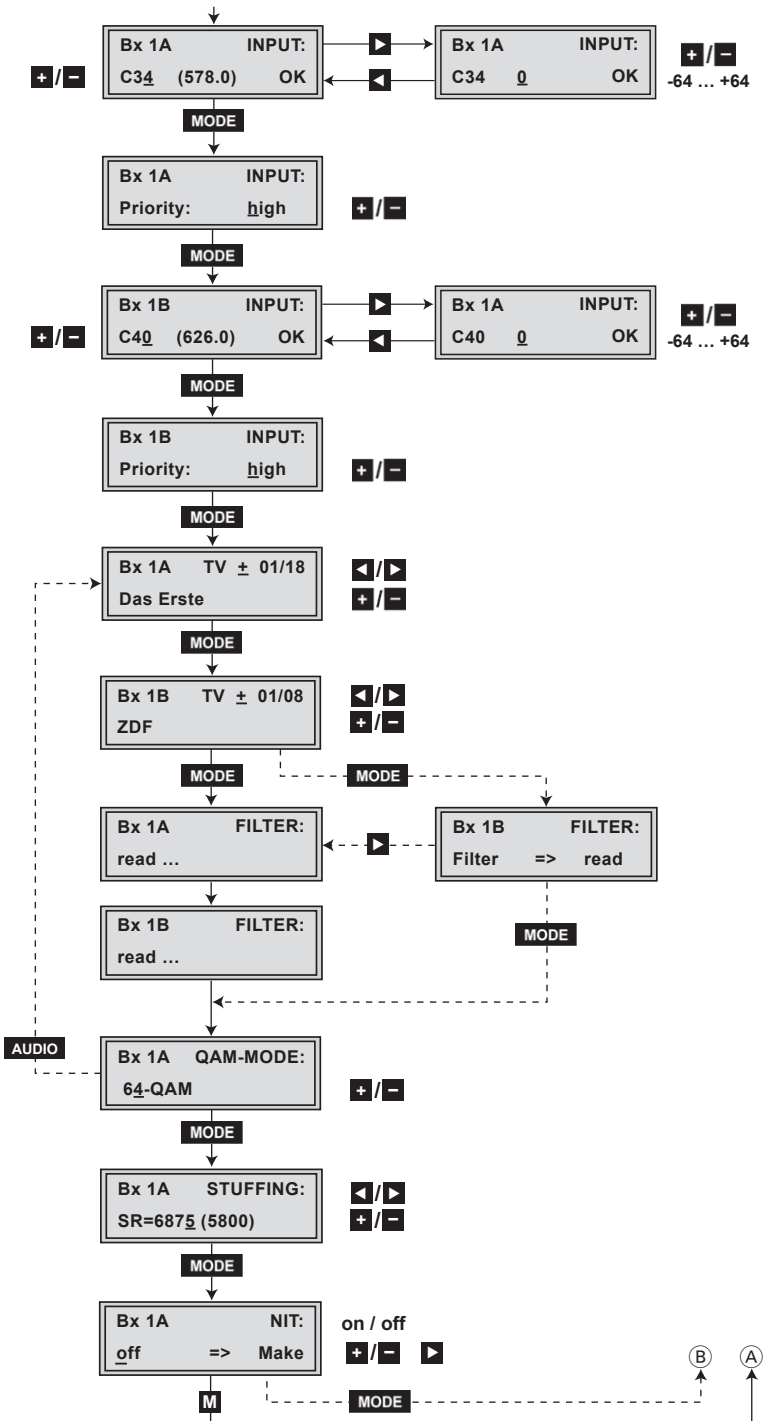 Bx 1A INPUT:
C34 (578.0) OK
+/−
Bx 1A INPUT:
C34 0 OK
+/−
-64 … +64
MODE
Bx 1A INPUT:
Priority: high
+/−
MODE
Bx 1B INPUT:
C40 (626.0) OK
+/−
Bx 1A INPUT:
C40 0 OK
+/−
-64 … +64
MODE
Bx 1B INPUT:
Priority: high
+/−
MODE
Bx 1A TV ± 01/18
Das Erste
◄/►
+/−
MODE
Bx 1B TV ± 01/08
ZDF
◄/►
+/−
MODE
MODE
Bx 1A FILTER:
read …
Bx 1B FILTER:
Filter => read
Bx 1B FILTER:
read …
MODE
AUDIO
Bx 1A QAM-MODE:
64-QAM
+/−
MODE
Bx 1A STUFFING:
SR=6875 (5800)
◄/►
+/−
MODE
Bx 1A NIT:
off => Make
on / off
+/− ►
B A
M
MODE